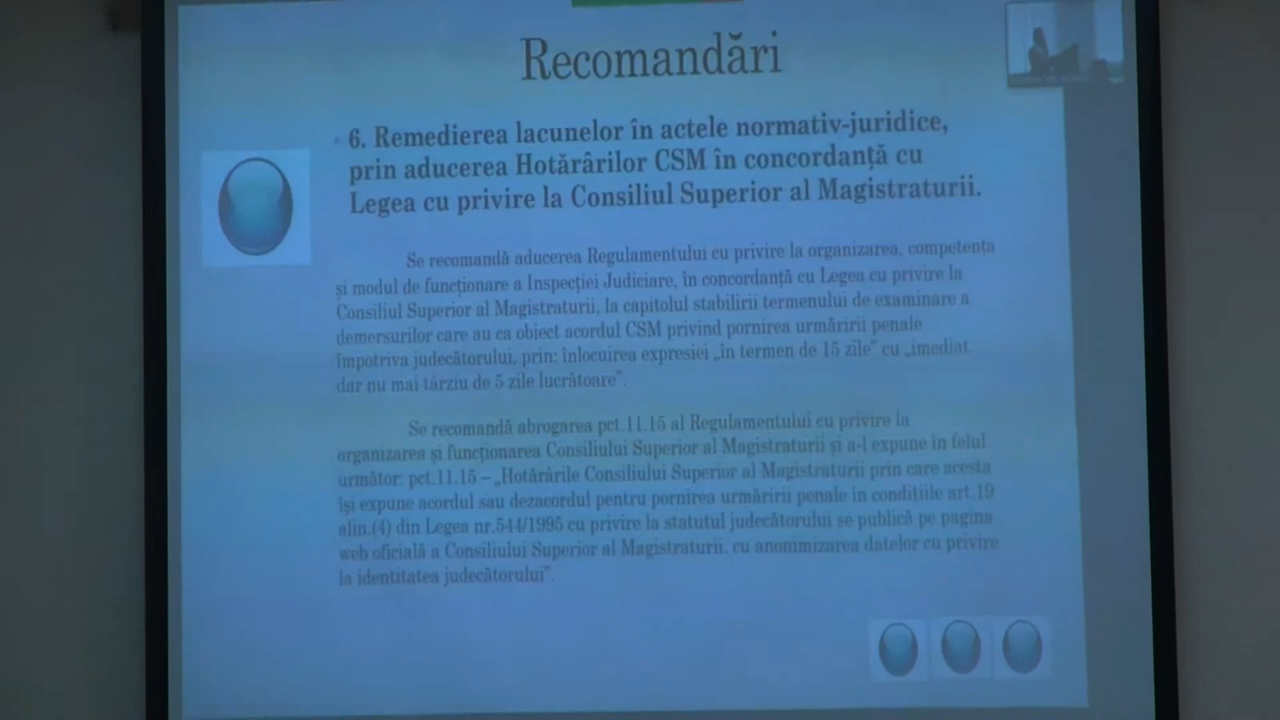 Recomandări
6. Remedierea lacunelor în actele normativ-juridice,
prin aducerea Hotărârilor CSM în concordanță cu
Legea cu privire la Consiliul Superior al Magistraturii.
Se recomandă aducerea Regulamentului cu privire la organizarea, competența
și modul de funcționare a Inspecției Judiciare, în concordanță cu Legea cu privire la
Consiliul Superior al Magistraturii, la capitolul stabilirii termenului de examinare a
demersurilor care au ca obiect acordul CSM privind pornirea urmăririi penale
împotriva judecătorului, prin: înlocuirea expresiei „în termen de 15 zile” cu „imediat,
dar nu mai târziu de 5 zile lucrătoare”.
Se recomandă abrogarea pct.11.15 al Regulamentului cu privire la
organizarea și funcționarea Consiliului Superior al Magistraturii și a-l expune în felul
următor: pct.11.15 – „Hotărârile Consiliului Superior al Magistraturii prin care acesta
își expune acordul sau dezacordul pentru pornirea urmăririi penale în condițiile art.19
alin.(4) din Legea nr.544/1995 cu privire la statutul judecătorului se publică pe pagina
web oficială a Consiliului Superior al Magistraturii, cu anonimizarea datelor cu privire
la identitatea judecătorului”.